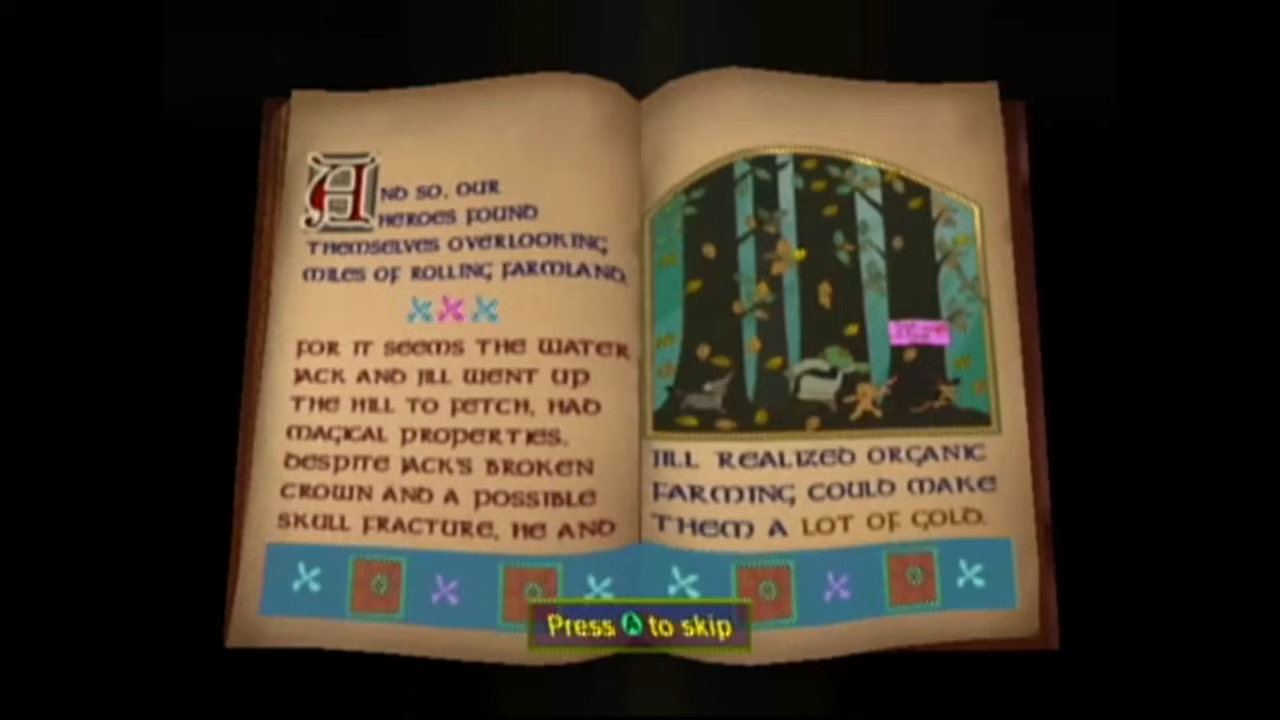 AND SO, OUR
HEROES FOUND
THEMSELVES OVERLOOKING
MILES OF ROLLING FARMLAND.
FOR IT SEEMS THE WATER
JACK AND JILL WENT UP
THE HILL TO FETCH, HAD
MAGICAL PROPERTIES.
DESPITE JACK'S BROKEN
CROWN AND A POSSIBLE
SKULL FRACTURE, HE AND
JILL REALIZED ORGANIC
FARMING COULD MAKE
THEM A LOT OF GOLD.
Press A to skip